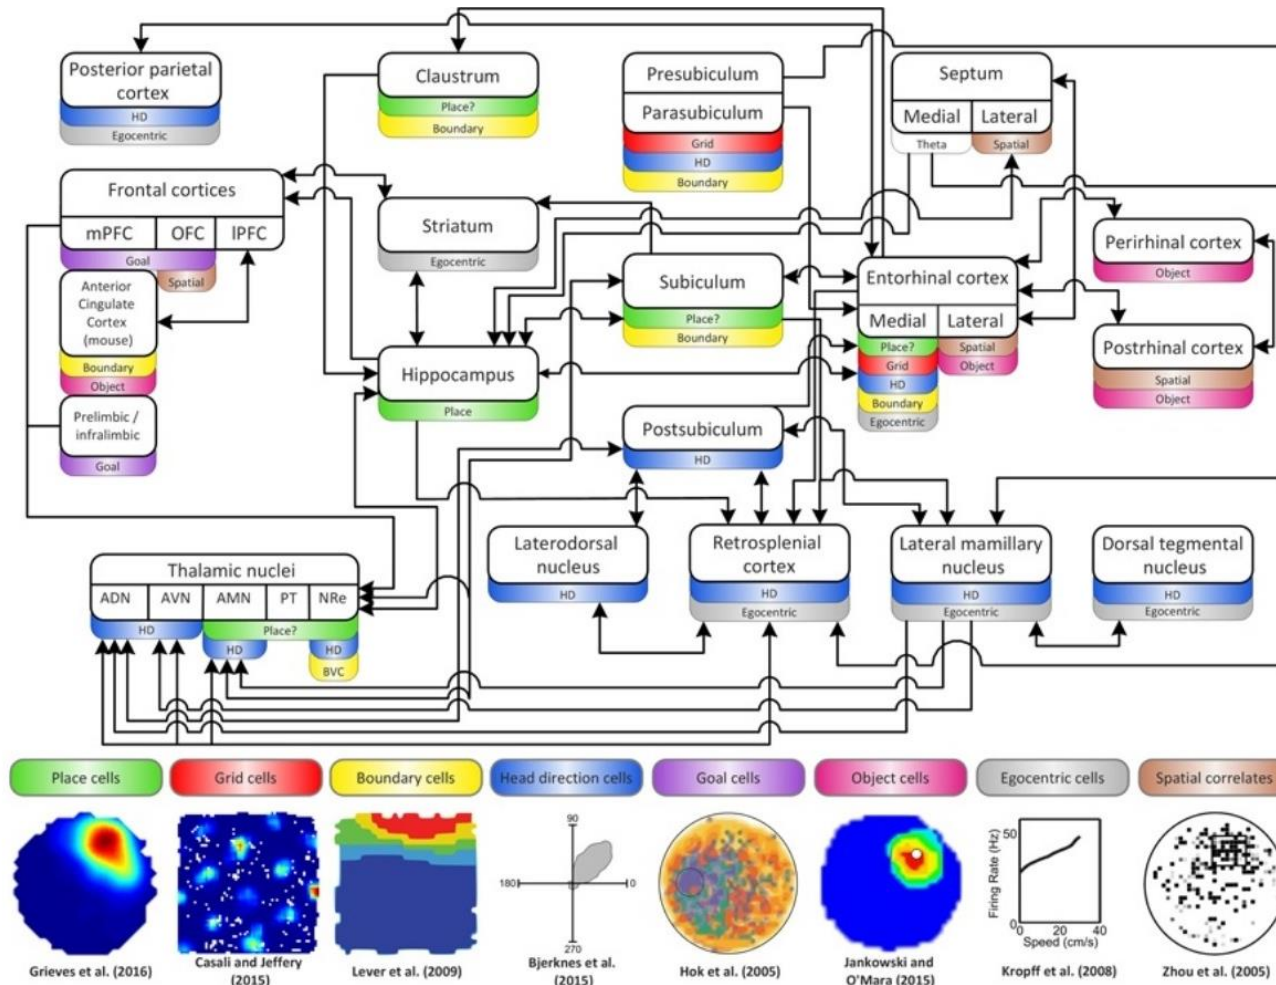 Posterior parietal
cortex
HD
Egocentric
Claustrum
Place?
Boundary
Presubiculum
Parasubiculum
Grid
HD
Boundary
Septum
Medial Lateral
Theta Spatial
Frontal cortices
mPFC OFC lPFC
Goal
Spatial
Anterior
Cingulate
Cortex
(mouse)
Boundary
Object
Prelimbic /
infralimbic
Goal
Striatum
Egocentric
Hippocampus
Place
Subiculum
Place?
Boundary
Entorhinal cortex
Medial Lateral
Place? Spatial
Grid Object
HD
Boundary
Egocentric
Perirhinal cortex
Object
Postrhinal cortex
Spatial
Object
Postsubiculum
HD
Laterodorsal
nucleus
HD
Retrosplenial
cortex
HD
Egocentric
Lateral mamillary
nucleus
HD
Egocentric
Dorsal tegmental
nucleus
HD
Egocentric
Thalamic nuclei
ADN AVN AMN PT NRe
HD Place?
HD HD
BVC
Place cells Grid cells Boundary cells Head direction cells Goal cells Object cells Egocentric cells Spatial correlates
90
180 0
270
Firing Rate (Hz)
50
0
0 40
Speed (cm/s)
Grieves et al. (2016)
Casali and Jeffery
(2015)
Lever et al. (2009)
Bjerknes et al.
(2015)
Hok et al. (2005)
Jankowski and
O'Mara (2015)
Kropff et al. (2008)
Zhou et al. (2005)